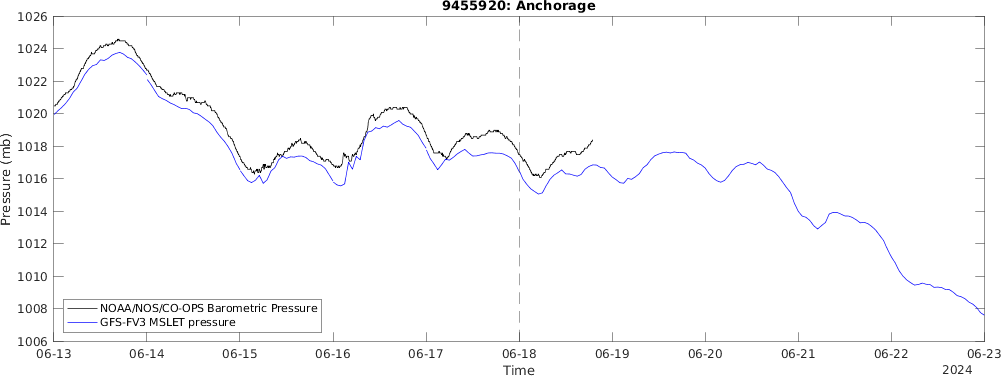 9455920: Anchorage
1026
1024
1022
1020
1018
1016
1014
1012
1010
1008
1006
Pressure (mb)
NOAA/NOS/CO-OPS Barometric Pressure
GFS-FV3 MSLET pressure
06-13 06-14 06-15 06-16 06-17 06-18 06-19 06-20 06-21 06-22 06-23
Time
2024